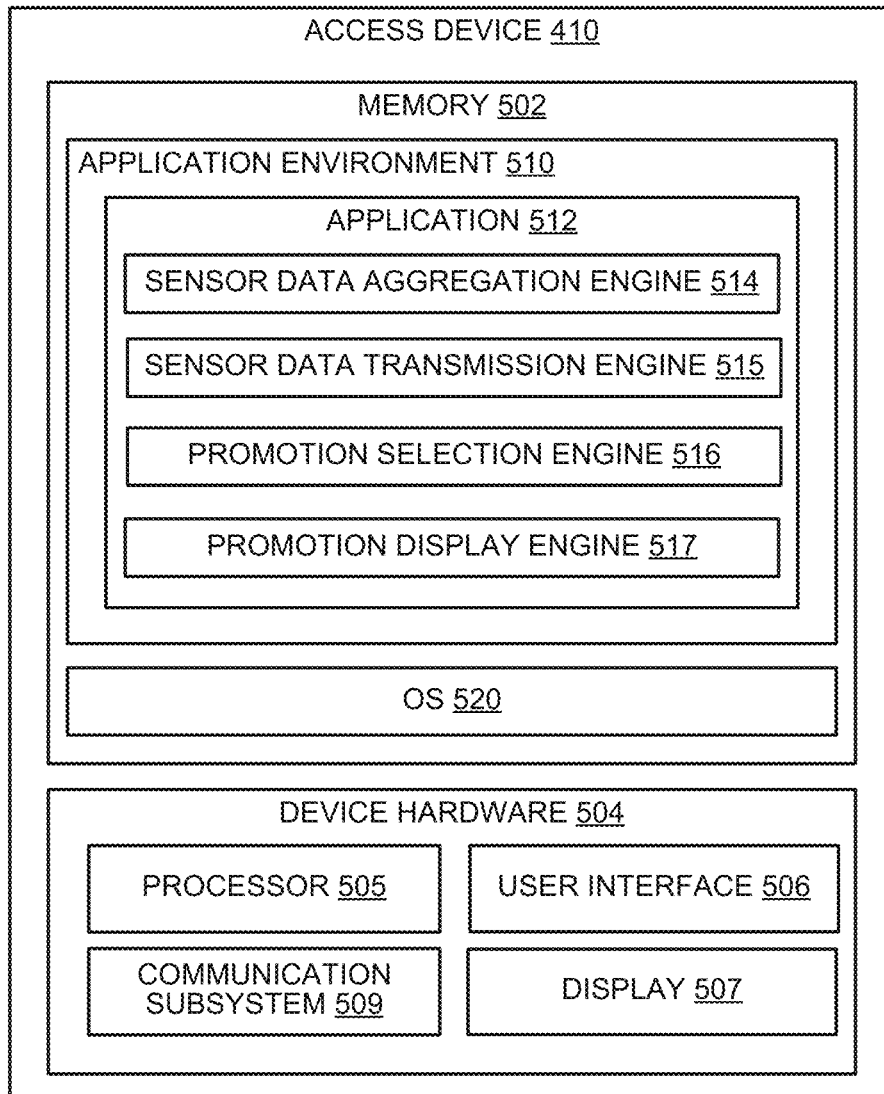 ACCESS DEVICE 410
MEMORY 502
APPLICATION ENVIRONMENT 510
APPLICATION 512
SENSOR DATA AGGREGATION ENGINE 514
SENSOR DATA TRANSMISSION ENGINE 515
PROMOTION SELECTION ENGINE 516
PROMOTION DISPLAY ENGINE 517
OS 520
DEVICE HARDWARE 504
PROCESSOR 505
USER INTERFACE 506
COMMUNICATION
SUBSYSTEM 509
DISPLAY 507